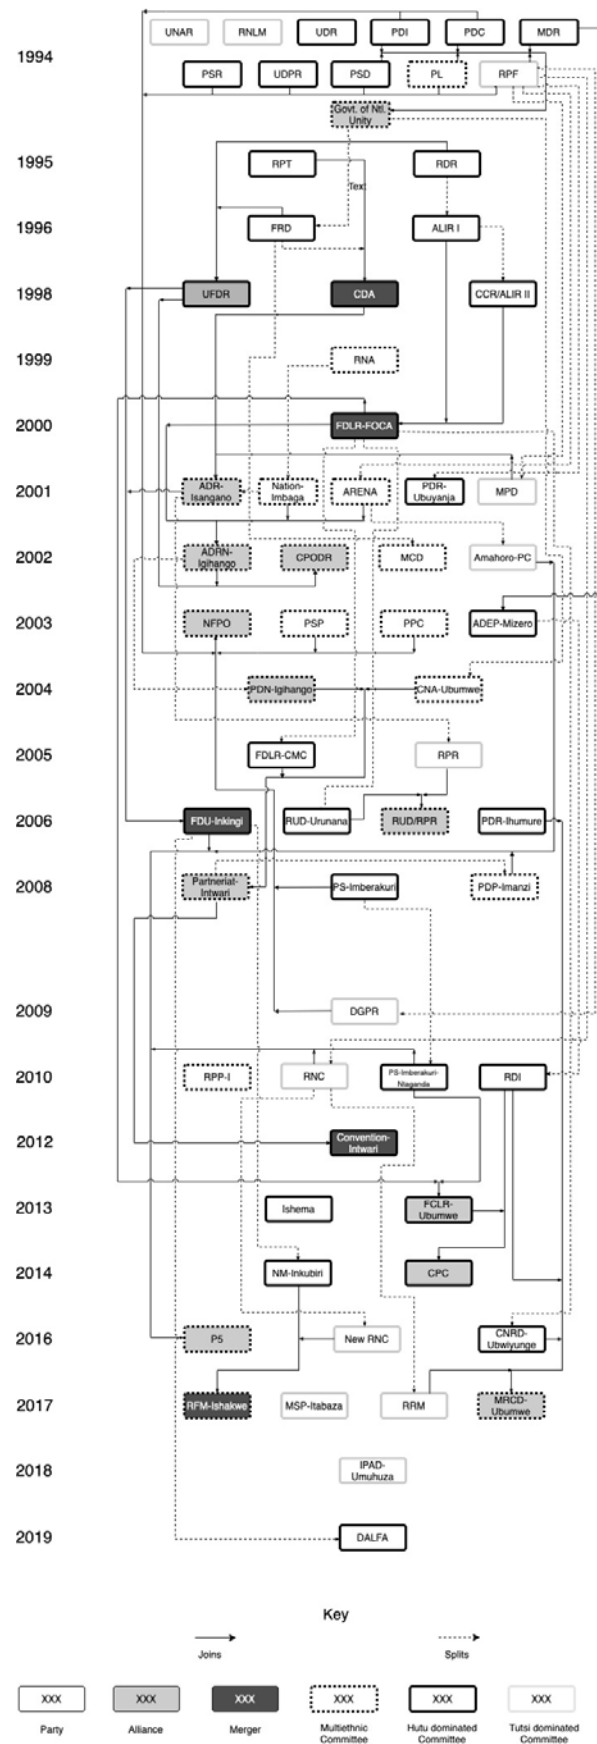 UNAR RNLM UDR PDI PDC MDR
1994
PSR UDPR PSD PL RPF
Govt. of Ntl.
Unity
1995 RPT RDR
Text
1996 FRD ALIR I
1998 UFDR CDA CCR/ALIR II
1999 RNA
2000 FDLR-FOCA
2001 ADR-
Isangano
Nation-
Imbaga
ARENA
PDR-
Ubuyanja
MPD
2002 ADRN-
Igihango
CPODR MCD Amahoro-PC
2003 NFPO PSP PPC ADEP-Mizero
2004 PDN-Igihango CNA-Ubumwe
2005 FDLR-CMC RPR
2006 FDU-Inkingi RUD-Urunana RUD/RPR PDR-Ihumure
2008 Partneriat-
Intwari
PS-Imberakuri PDP-Imanzi
2009 DGPR
2010 RPP-I RNC PS-Imberakuri-
Ntaganda
RDI
2012 Convention-
Intwari
2013 Ishema FCLR-
Ubumwe
2014 NM-Inkubiri CPC
2016 P5 New RNC CNRD-
Ubwiyunge
2017 RFM-Ishakwe MSP-Itabaza RRM MRCD-
Ubumwe
2018 IPAD-
Umuhuza
2019 DALFA
Key
Joins Splits
XXX XXX XXX XXX XXX XXX
Party Alliance Merger Multiethnic
Committee
Hutu dominated
Committee
Tutsi dominated
Committee